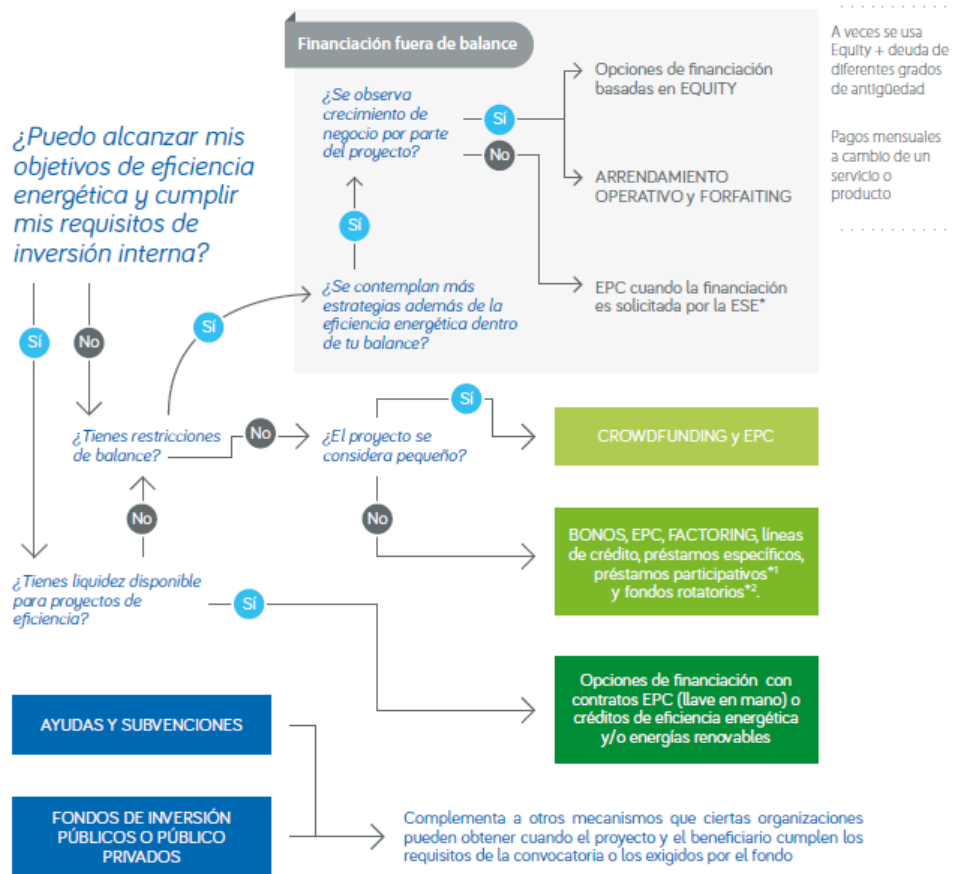 Financiación fuera de balance
A veces se usa
Equity + deuda de
diferentes grados
de antigüedad
Pagos mensuales
a cambio de un
servicio o
producto
¿Puedo alcanzar mis
objetivos de eficiencia
energética y cumplir
mis requisitos de
inversión interna?
¿Se observa
crecimiento de
negocio por parte
del proyecto?
Sí
No
Opciones de financiación
basadas en EQUITY
ARRENDAMIENTO
OPERATIVO y FORFAITING
Sí
¿Se contemplan más
estrategias además de la
eficiencia energética dentro
de tu balance?
EPC cuando la financiación
es solicitada por la ESE*
Sí
No
Sí
¿Tienes restricciones
de balance?
No
¿El proyecto se
considera pequeño?
Sí
CROWDFUNDING y EPC
No
No
BONOS, EPC, FACTORING, líneas
de crédito, préstamos específicos,
préstamos participativos*1
y fondos rotatorios*2.
¿Tienes liquidez disponible
para proyectos de
eficiencia?
Sí
Opciones de financiación con
contratos EPC (llave en mano) o
créditos de eficiencia energética
y/o energías renovables
AYUDAS Y SUBVENCIONES
FONDOS DE INVERSIÓN
PÚBLICOS O PÚBLICO
PRIVADOS
Complementa a otros mecanismos que ciertas organizaciones
pueden obtener cuando el proyecto y el beneficiario cumplen los
requisitos de la convocatoria o los exigidos por el fondo